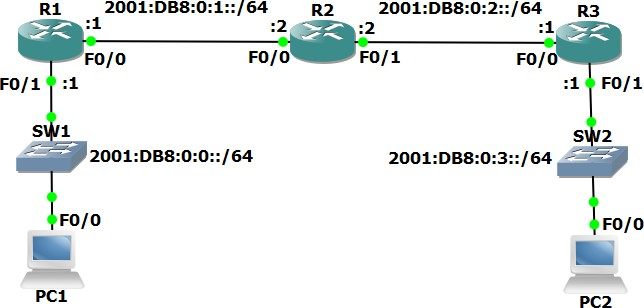 R1 2001:DB8:0:1::/64 R2 2001:DB8:0:2::/64 R3
:1 :2 :2 :1
F0/0 F0/0 F0/1 F0/0
F0/1 :1 :1 F0/1
SW1 SW2
2001:DB8:0:0::/64 2001:DB8:0:3::/64
F0/0 F0/0
PC1 PC2